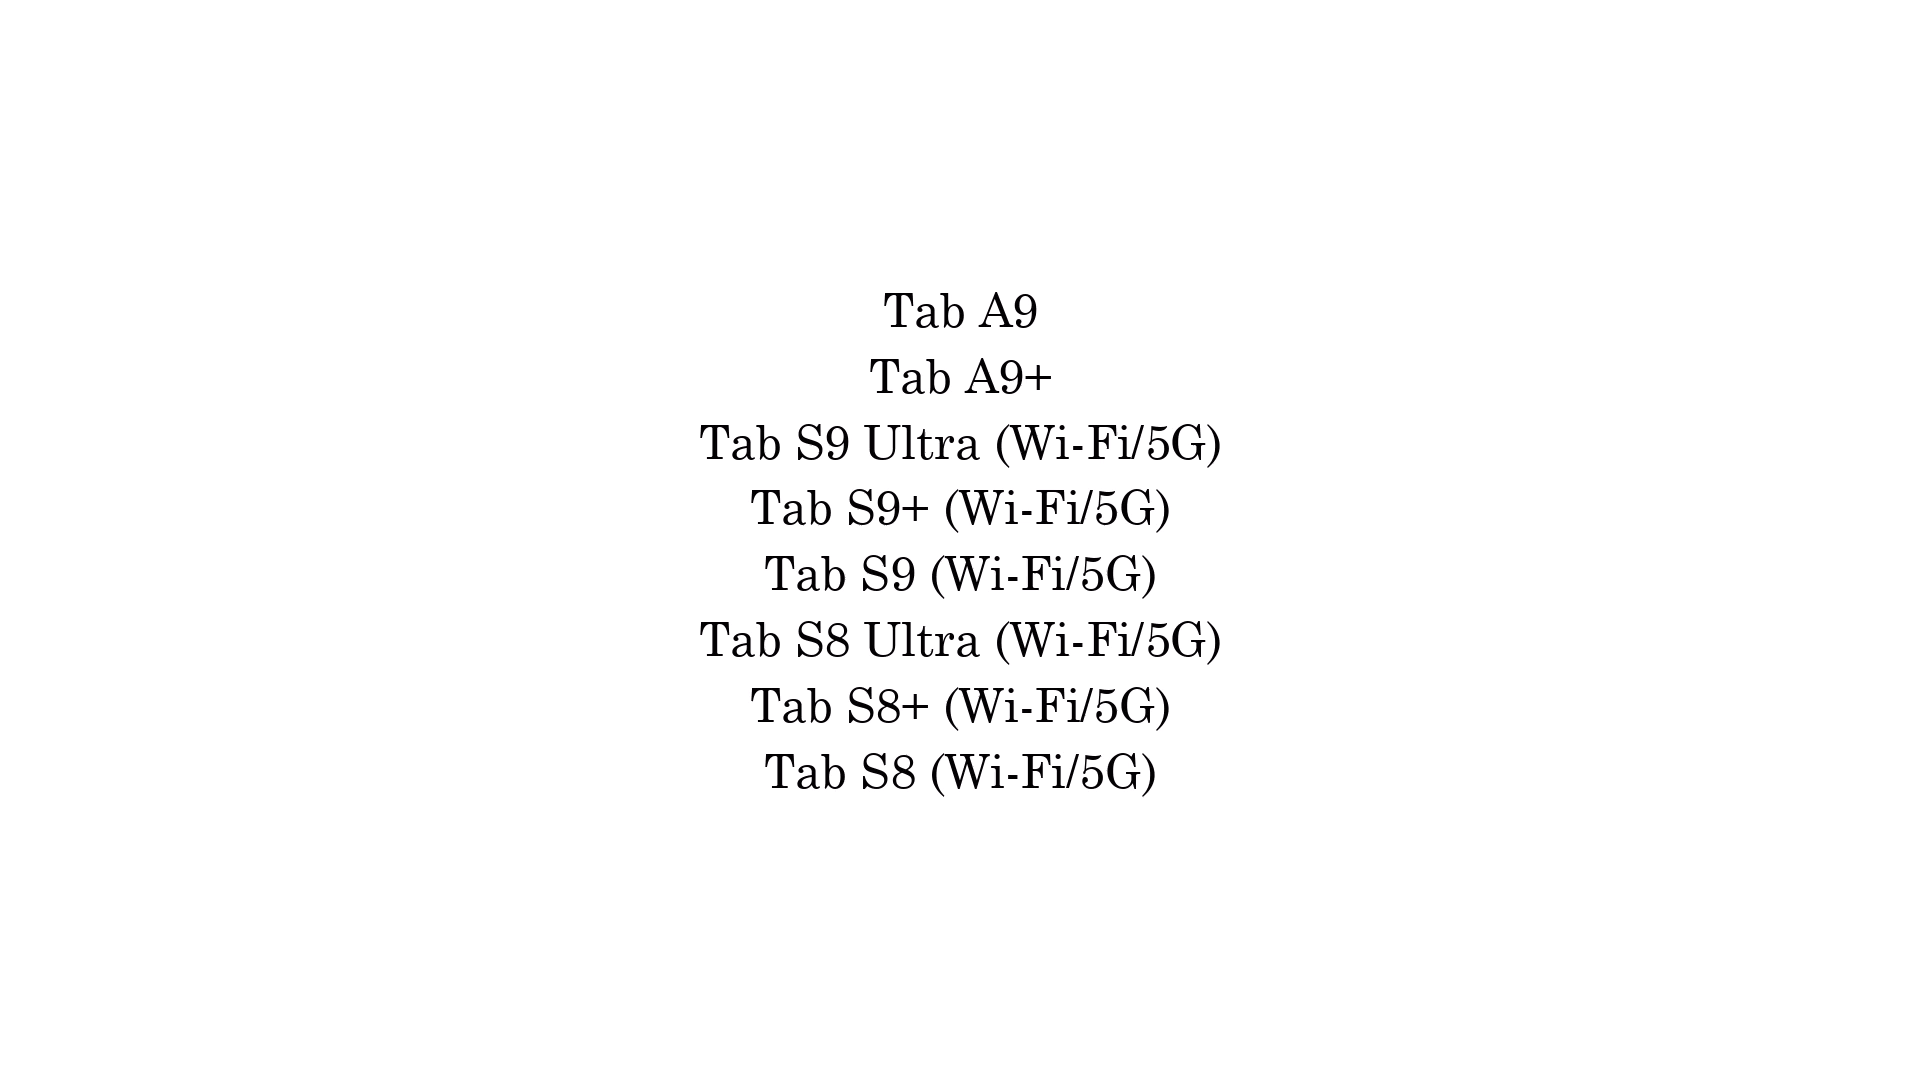 Tab A9
Tab A9+
Tab S9 Ultra (Wi-Fi/5G)
Tab S9+ (Wi-Fi/5G)
Tab S9 (Wi-Fi/5G)
Tab S8 Ultra (Wi-Fi/5G)
Tab S8+ (Wi-Fi/5G)
Tab S8 (Wi-Fi/5G)